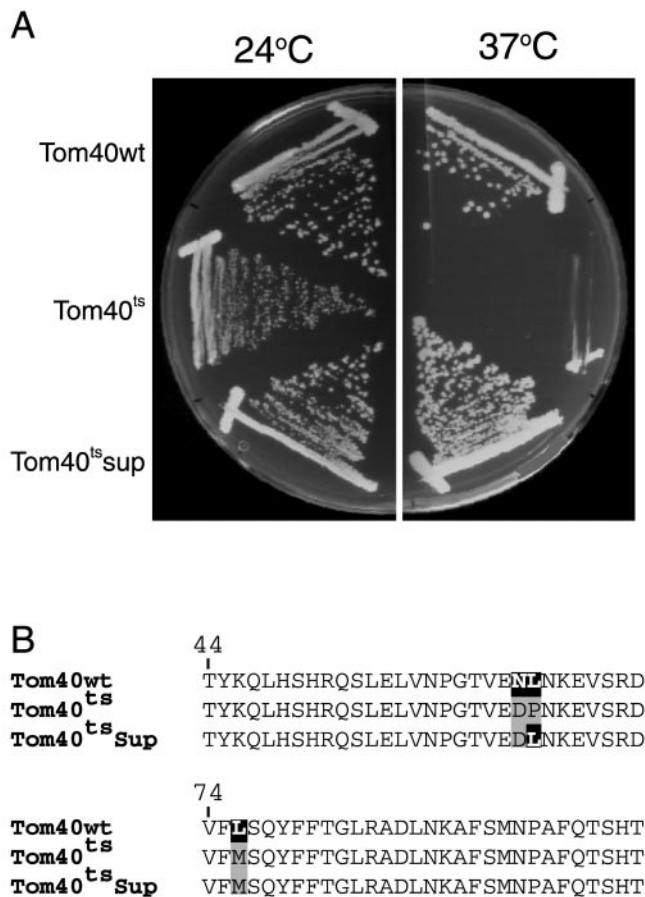 A
24°C 37°C
Tom40wt
Tom40ts
Tom40tssup
B
44
Tom40wt TYKQLHSHRQSLELVNPGTVENLNKEVSRD
Tom40ts TYKQLHSHRQSLELVNPGTVEDPNKEVSRD
Tom40tsSup TYKQLHSHRQSLELVNPGTVEDLNKEVSRD
74
Tom40wt VFLSQYFFTGLRADLNKAFSMNPAFQTSHT
Tom40ts VFMSQYFFTGLRADLNKAFSMNPAFQTSHT
Tom40tsSup VFMSQYFFTGLRADLNKAFSMNPAFQTSHT